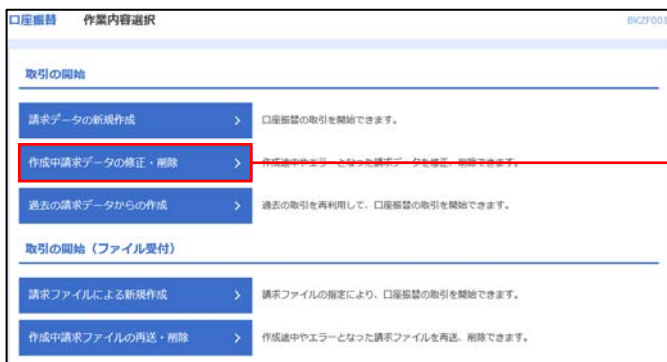 口座振替 作業内容選択 BKZF001
取引の開始
請求データの新規作成 口座振替の取引を開始できます。
作成中請求データの修正・削除 作成途中やエラーとなった請求データを修正、削除できます。
過去の請求データからの作成 過去の取引を再利用して、口座振替の取引を開始できます。
取引の開始（ファイル受付）
請求ファイルによる新規作成 請求ファイルの指定により、口座振替の取引を開始できます。
作成中請求ファイルの再送・削除 作成途中やエラーとなった請求ファイルを再送、削除できます。